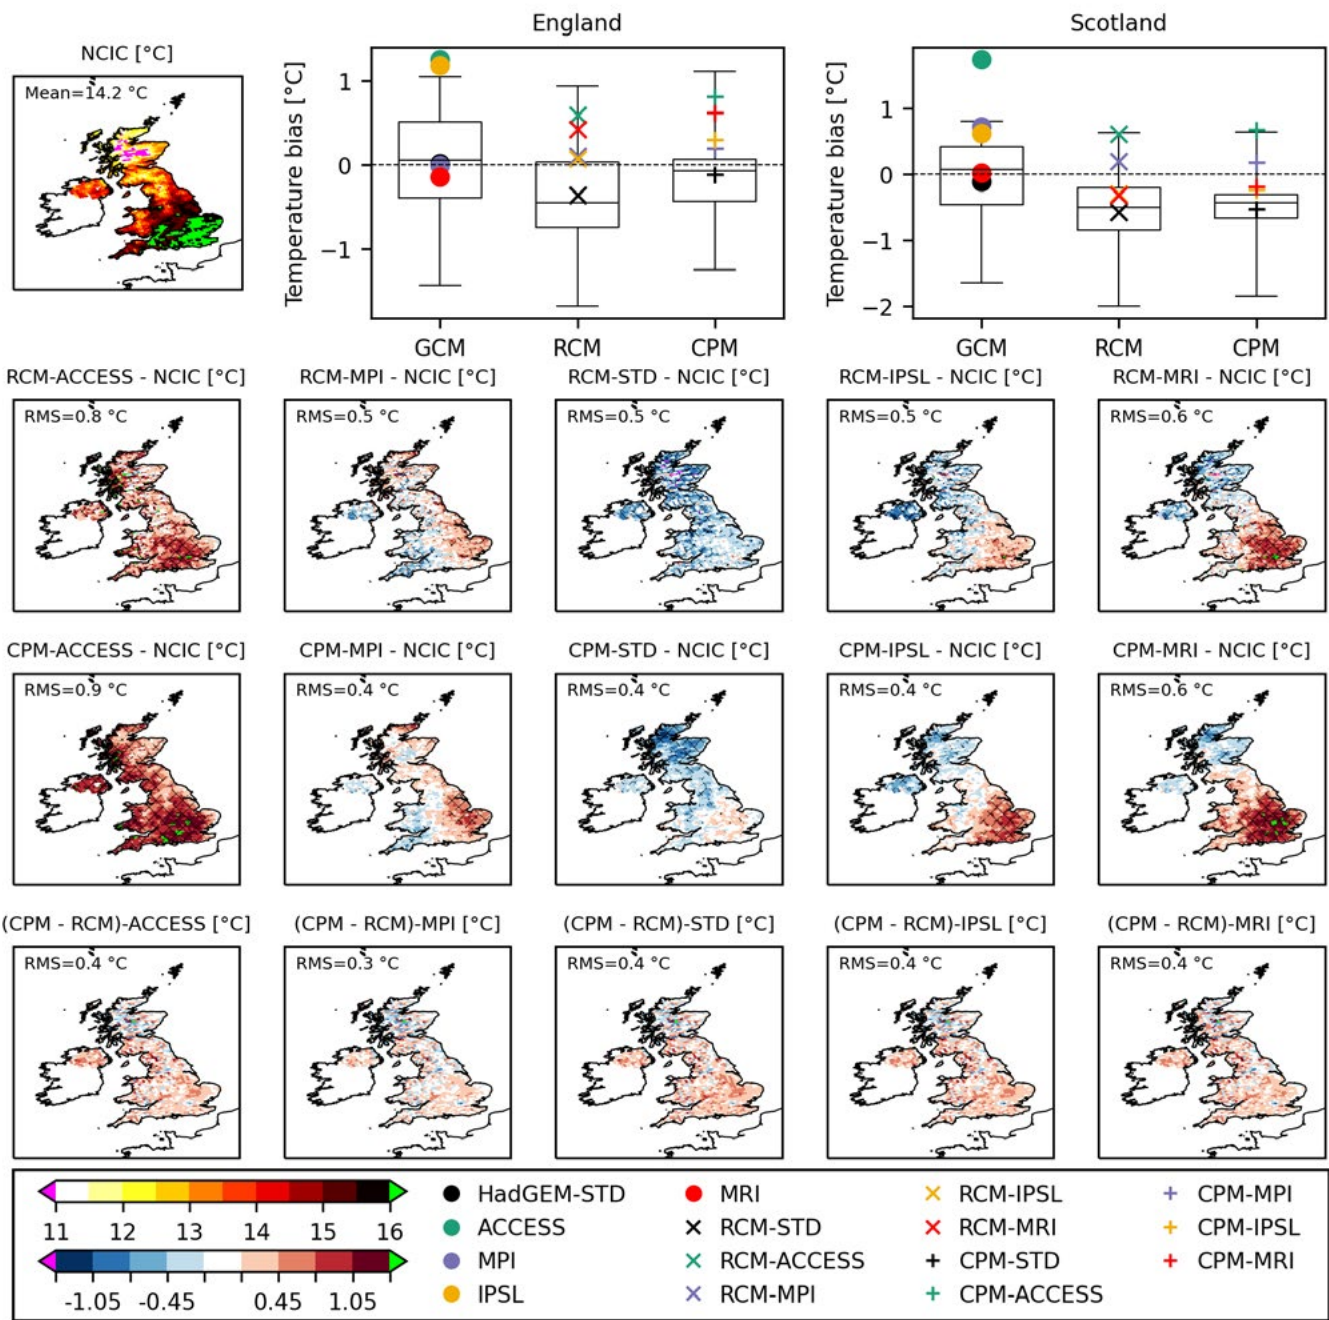 England
Scotland
NCIC [°C]
Mean=14.2 °C
Temperature bias [°C]
1
0
−1
GCM
RCM
CPM
Temperature bias [°C]
1
0
−1
−2
GCM
RCM
CPM
RCM-ACCESS - NCIC [°C]
RCM-MPI - NCIC [°C]
RCM-STD - NCIC [°C]
RCM-IPSL - NCIC [°C]
RCM-MRI - NCIC [°C]
RMS=0.8 °C
RMS=0.5 °C
RMS=0.5 °C
RMS=0.5 °C
RMS=0.6 °C
CPM-ACCESS - NCIC [°C]
CPM-MPI - NCIC [°C]
CPM-STD - NCIC [°C]
CPM-IPSL - NCIC [°C]
CPM-MRI - NCIC [°C]
RMS=0.9 °C
RMS=0.4 °C
RMS=0.4 °C
RMS=0.4 °C
RMS=0.6 °C
(CPM - RCM)-ACCESS [°C]
(CPM - RCM)-MPI [°C]
(CPM - RCM)-STD [°C]
(CPM - RCM)-IPSL [°C]
(CPM - RCM)-MRI [°C]
RMS=0.4 °C
RMS=0.3 °C
RMS=0.4 °C
RMS=0.4 °C
RMS=0.4 °C
11 12 13 14 15 16
-1.05 -0.45 0.45 1.05
HadGEM-STD
ACCESS
MPI
IPSL
MRI
RCM-STD
RCM-ACCESS
RCM-MPI
RCM-IPSL
RCM-MRI
CPM-STD
CPM-ACCESS
CPM-MPI
CPM-IPSL
CPM-MRI